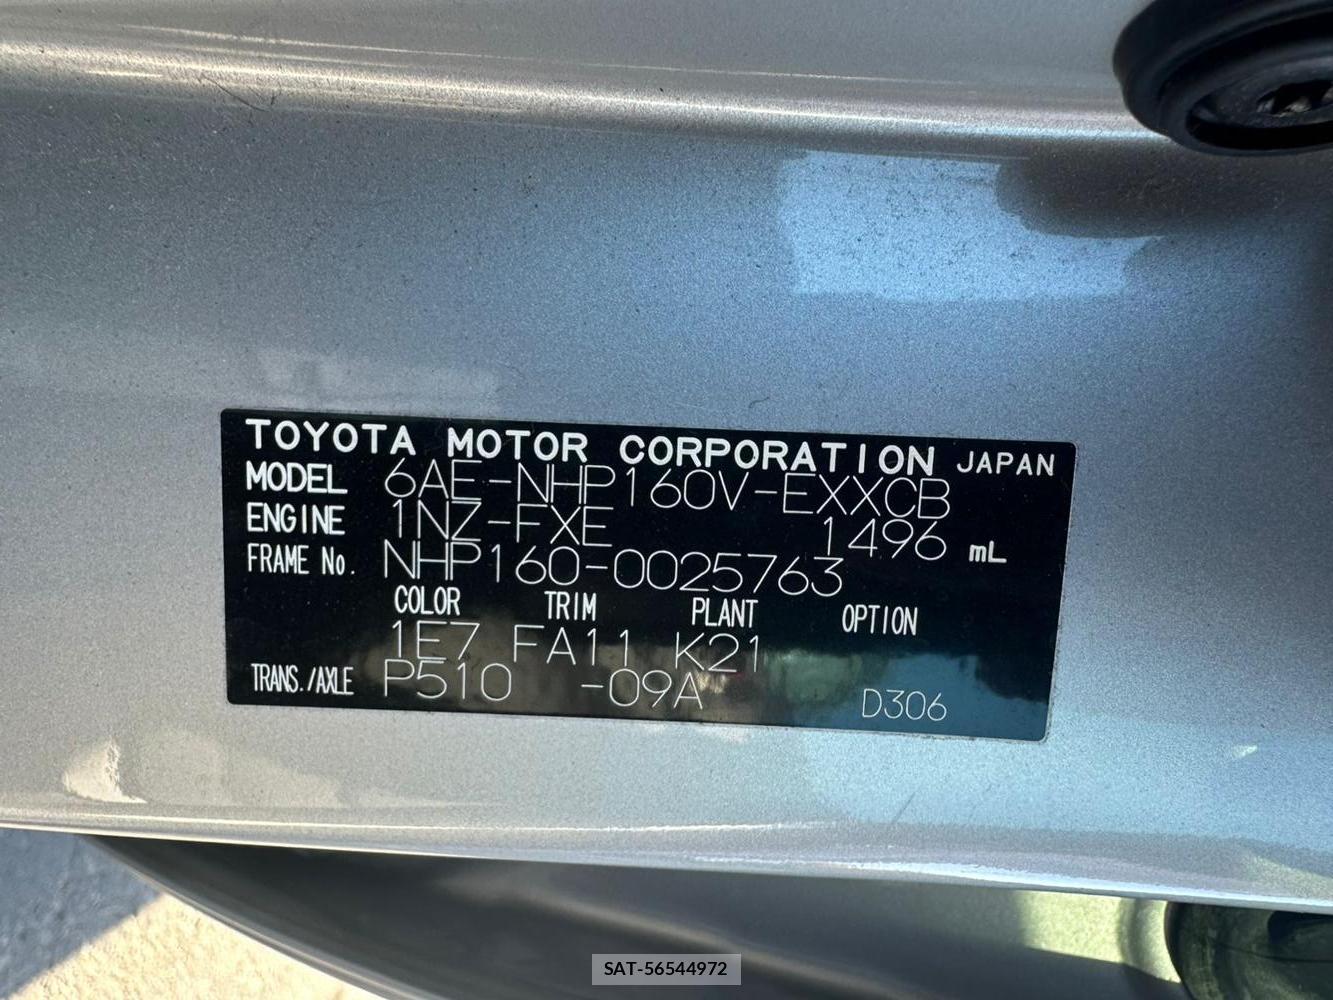 TOYOTA MOTOR CORPORATION JAPAN
MODEL 6AE-NHP160V-EXXCB
ENGINE 1NZ-FXE 1496 mL
FRAME No. NHP160-0025763
COLOR TRIM PLANT OPTION
1E7 FA11 K21
TRANS./AXLE P510 -09A D306
SAT-56544972